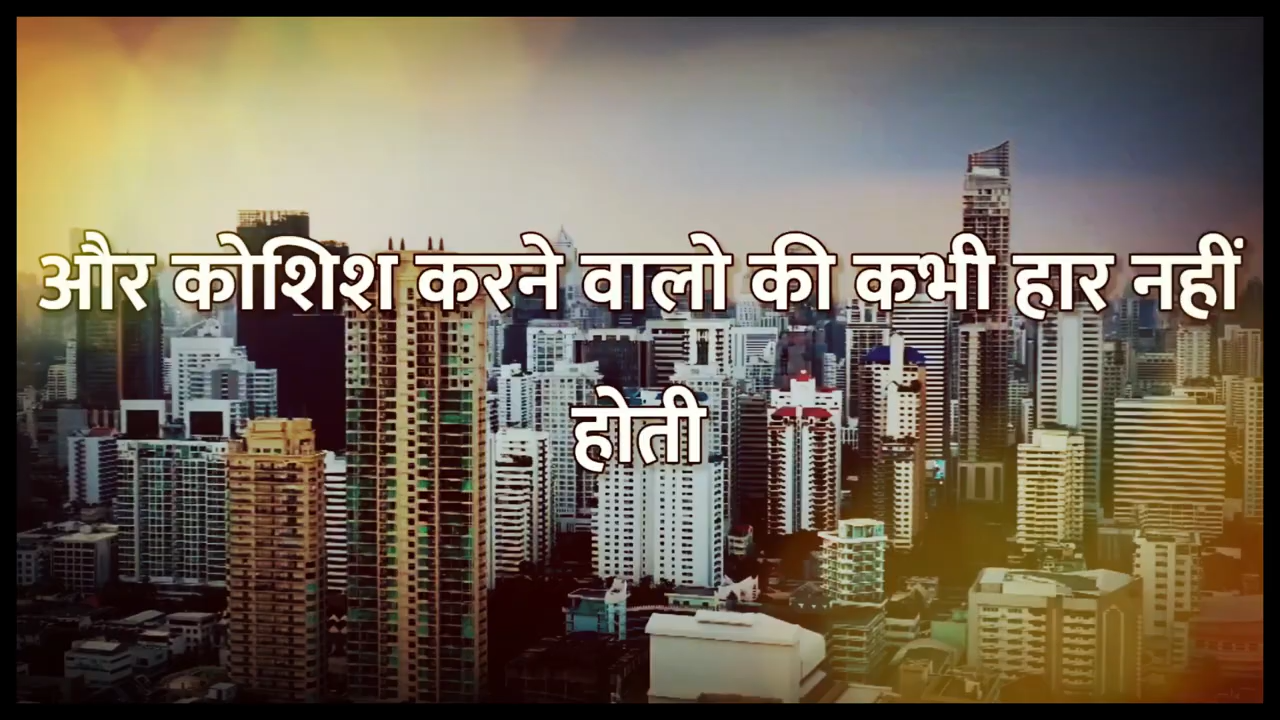 और कोशिश करने वालो की कभी हार नहीं
होती